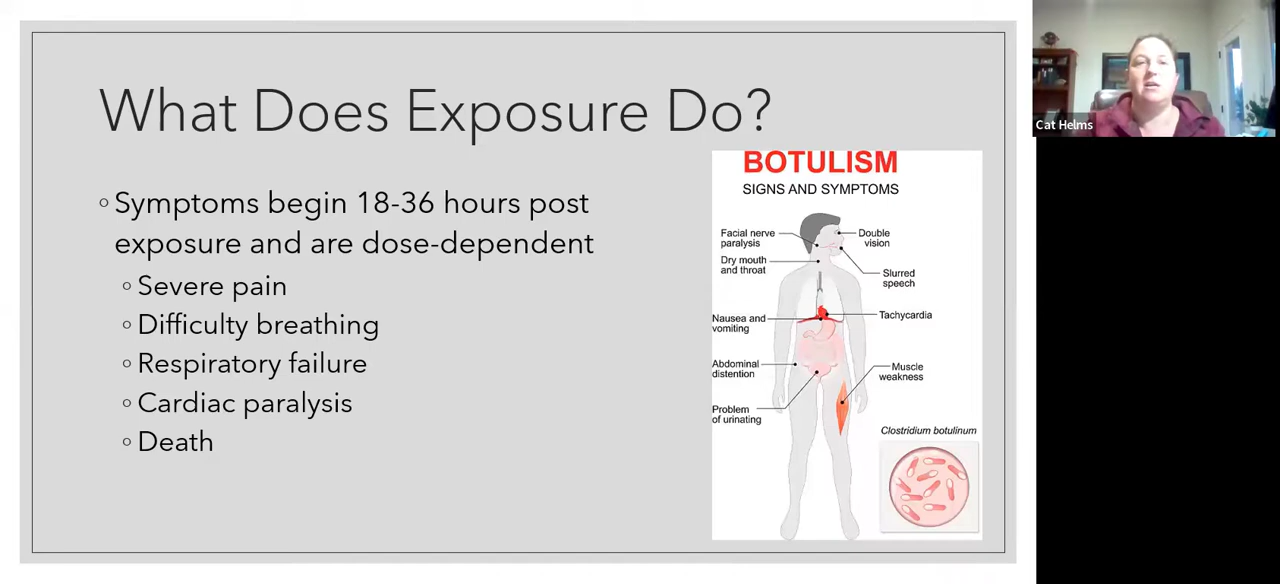 What Does Exposure Do?
Symptoms begin 18-36 hours post
exposure and are dose-dependent
Severe pain
Difficulty breathing
Respiratory failure
Cardiac paralysis
Death
BOTULISM
SIGNS AND SYMPTOMS
Facial nerve
paralysis
Double
vision
Dry mouth
and throat
Slurred
speech
Nausea and
vomiting
Tachycardia
Abdominal
distention
Muscle
weakness
Problem
of urinating
Clostridium botulinum
Cat Helms